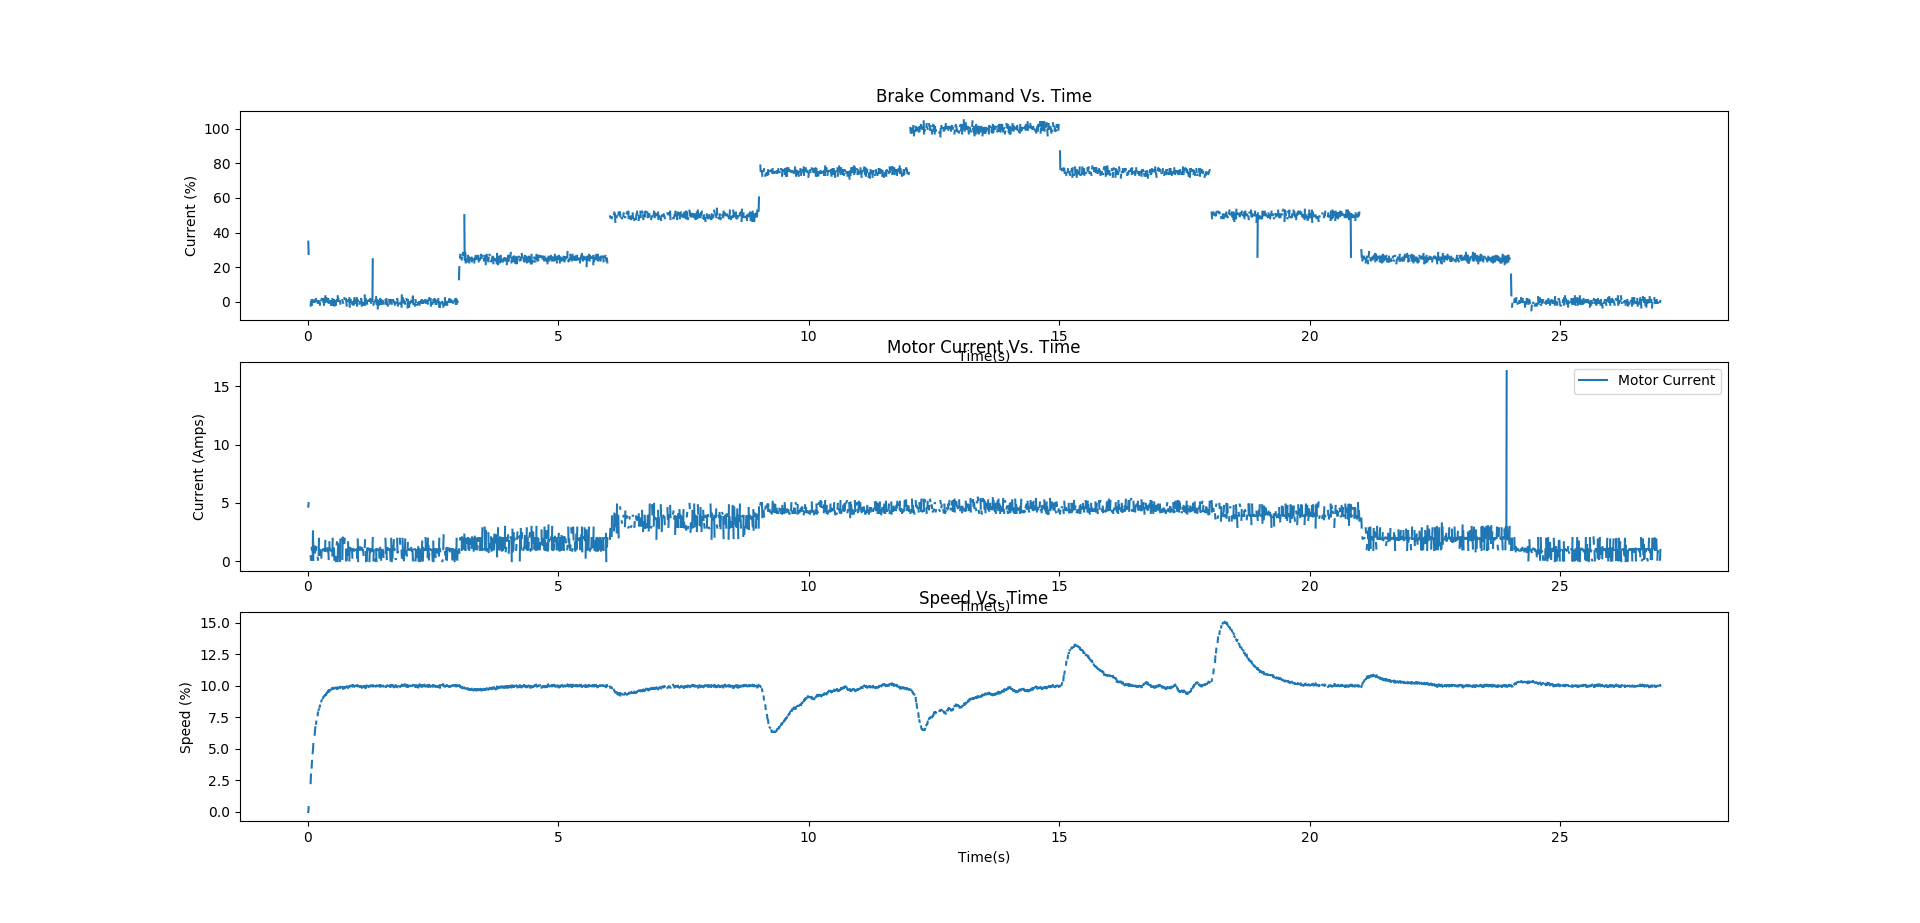 Brake Command Vs. Time
100
80
60
40
20
0
Current (%)
0 5 10 15 20 25
Time(s)
Motor Current Vs. Time
Motor Current
15
10
5
0
Current (Amps)
0 5 10 15 20 25
Time(s)
Speed Vs. Time
15.0
12.5
10.0
7.5
5.0
2.5
0.0
Speed (%)
0 5 10 15 20 25
Time(s)